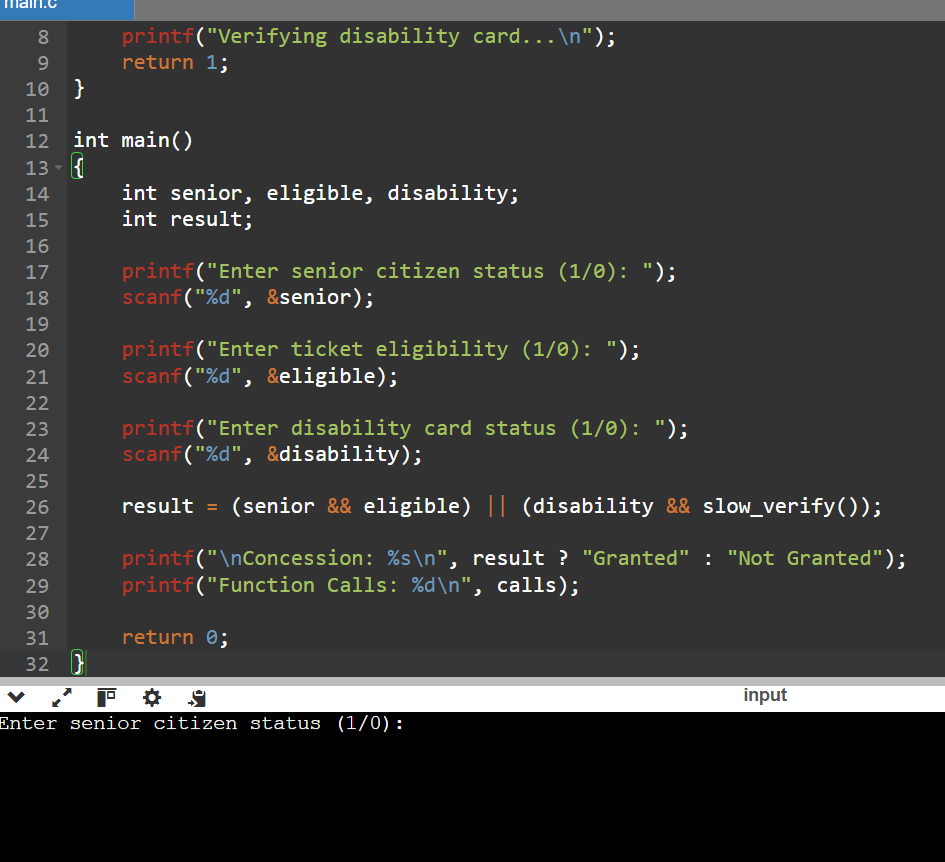 main.c
8 printf("Verifying disability card...\n");
9 return 1;
10 }
11
12 int main()
13 {
14 int senior, eligible, disability;
15 int result;
16
17 printf("Enter senior citizen status (1/0): ");
18 scanf("%d", &senior);
19
20 printf("Enter ticket eligibility (1/0): ");
21 scanf("%d", &eligible);
22
23 printf("Enter disability card status (1/0): ");
24 scanf("%d", &disability);
25
26 result = (senior && eligible) || (disability && slow_verify());
27
28 printf("\nConcession: %s\n", result ? "Granted" : "Not Granted");
29 printf("Function Calls: %d\n", calls);
30
31 return 0;
32 }
input
Enter senior citizen status (1/0):